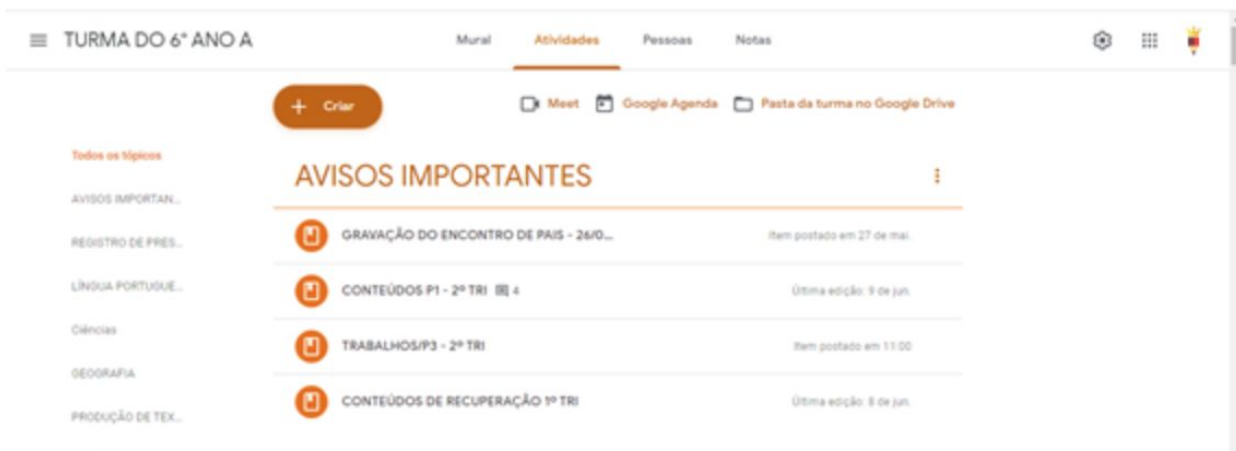 TURMA DO 6° ANO A
Mural Atividades Pessoas Notas
+ Criar
Meet Google Agenda Pasta da turma no Google Drive
Todos os tópicos
AVISOS IMPORTAN...
REGISTRO DE PRES...
LÍNGUA PORTUGUE...
Ciências
GEOGRAFIA
PRODUÇÃO DE TEX...
AVISOS IMPORTANTES
GRAVAÇÃO DO ENCONTRO DE PAIS - 26/0... Item postado em 27 de mai.
CONTEÚDOS P1 - 2º TRI 4 Última edição: 9 de jun.
TRABALHOS/P3 - 2º TRI Item postado em 11:00
CONTEÚDOS DE RECUPERAÇÃO 1º TRI Última edição: 8 de jun.